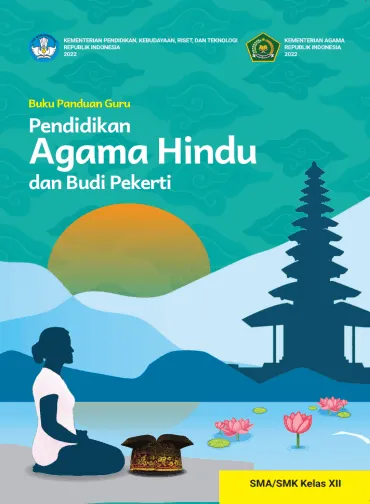 KEMENTERIAN PENDIDIKAN, KEBUDAYAAN, RISET, DAN TEKNOLOGI
REPUBLIK INDONESIA
2022
KEMENTERIAN AGAMA
REPUBLIK INDONESIA
2022
Buku Panduan Guru
Pendidikan
Agama Hindu
dan Budi Pekerti
SMA/SMK Kelas XII